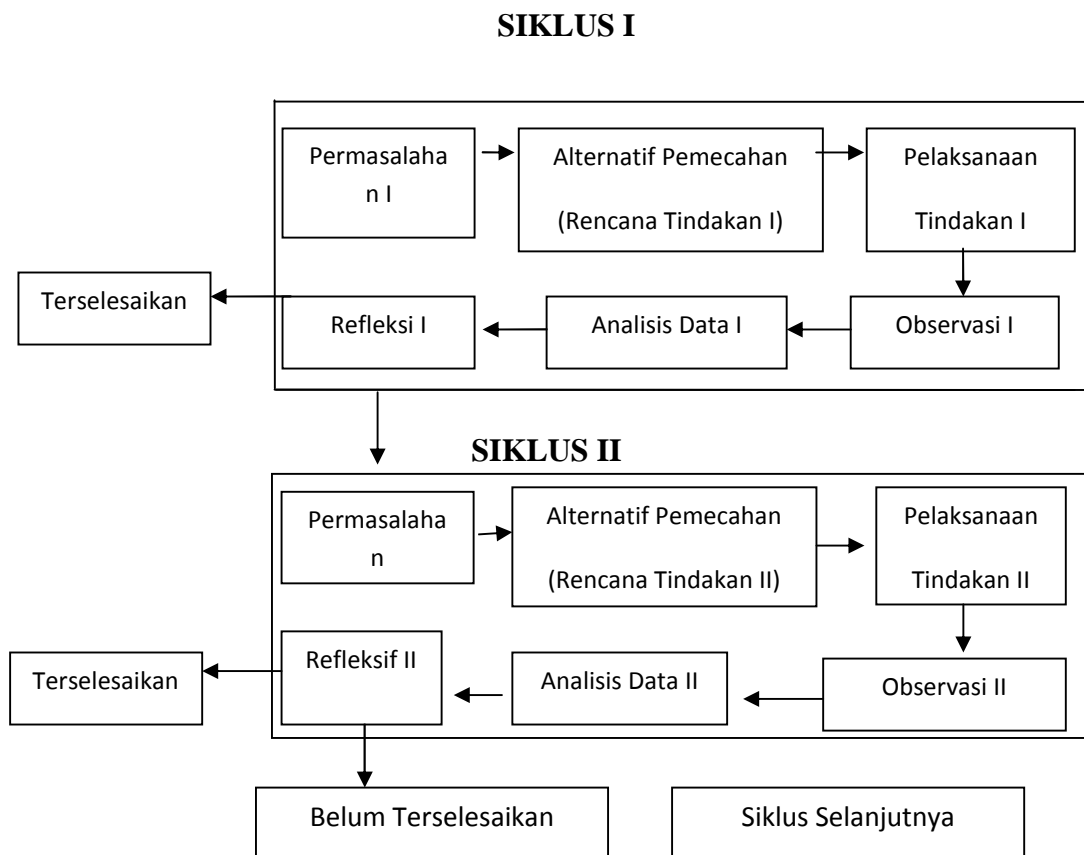 SIKLUS I
Permasalaha
n I
Alternatif Pemecahan
(Rencana Tindakan I)
Pelaksanaan
Tindakan I
Terselesaikan
Refleksi I
Analisis Data I
Observasi I
SIKLUS II
Permasalaha
n
Alternatif Pemecahan
(Rencana Tindakan II)
Pelaksanaan
Tindakan II
Terselesaikan
Refleksif II
Analisis Data II
Observasi II
Belum Terselesaikan
Siklus Selanjutnya